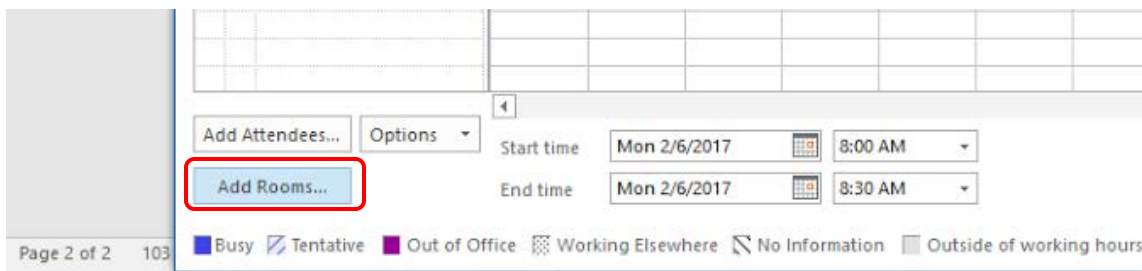 Add Attendees... Options
Start time Mon 2/6/2017 8:00 AM
Add Rooms...
End time Mon 2/6/2017 8:30 AM
Busy Tentative Out of Office Working Elsewhere No Information Outside of working hours
Page 2 of 2 103